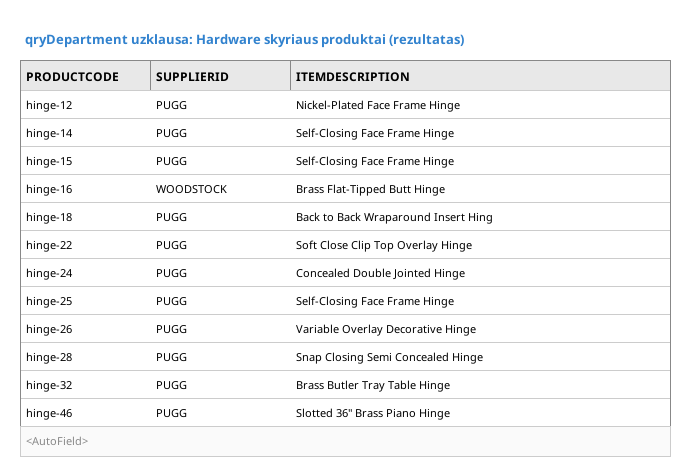 qryDepartment uzklausa: Hardware skyriaus produktai (rezultatas)
PRODUCTCODE SUPPLIERID ITEMDESCRIPTION
hinge-12 PUGG Nickel-Plated Face Frame Hinge
hinge-14 PUGG Self-Closing Face Frame Hinge
hinge-15 PUGG Self-Closing Face Frame Hinge
hinge-16 WOODSTOCK Brass Flat-Tipped Butt Hinge
hinge-18 PUGG Back to Back Wraparound Insert Hing
hinge-22 PUGG Soft Close Clip Top Overlay Hinge
hinge-24 PUGG Concealed Double Jointed Hinge
hinge-25 PUGG Self-Closing Face Frame Hinge
hinge-26 PUGG Variable Overlay Decorative Hinge
hinge-28 PUGG Snap Closing Semi Concealed Hinge
hinge-32 PUGG Brass Butler Tray Table Hinge
hinge-46 PUGG Slotted 36" Brass Piano Hinge
<AutoField>